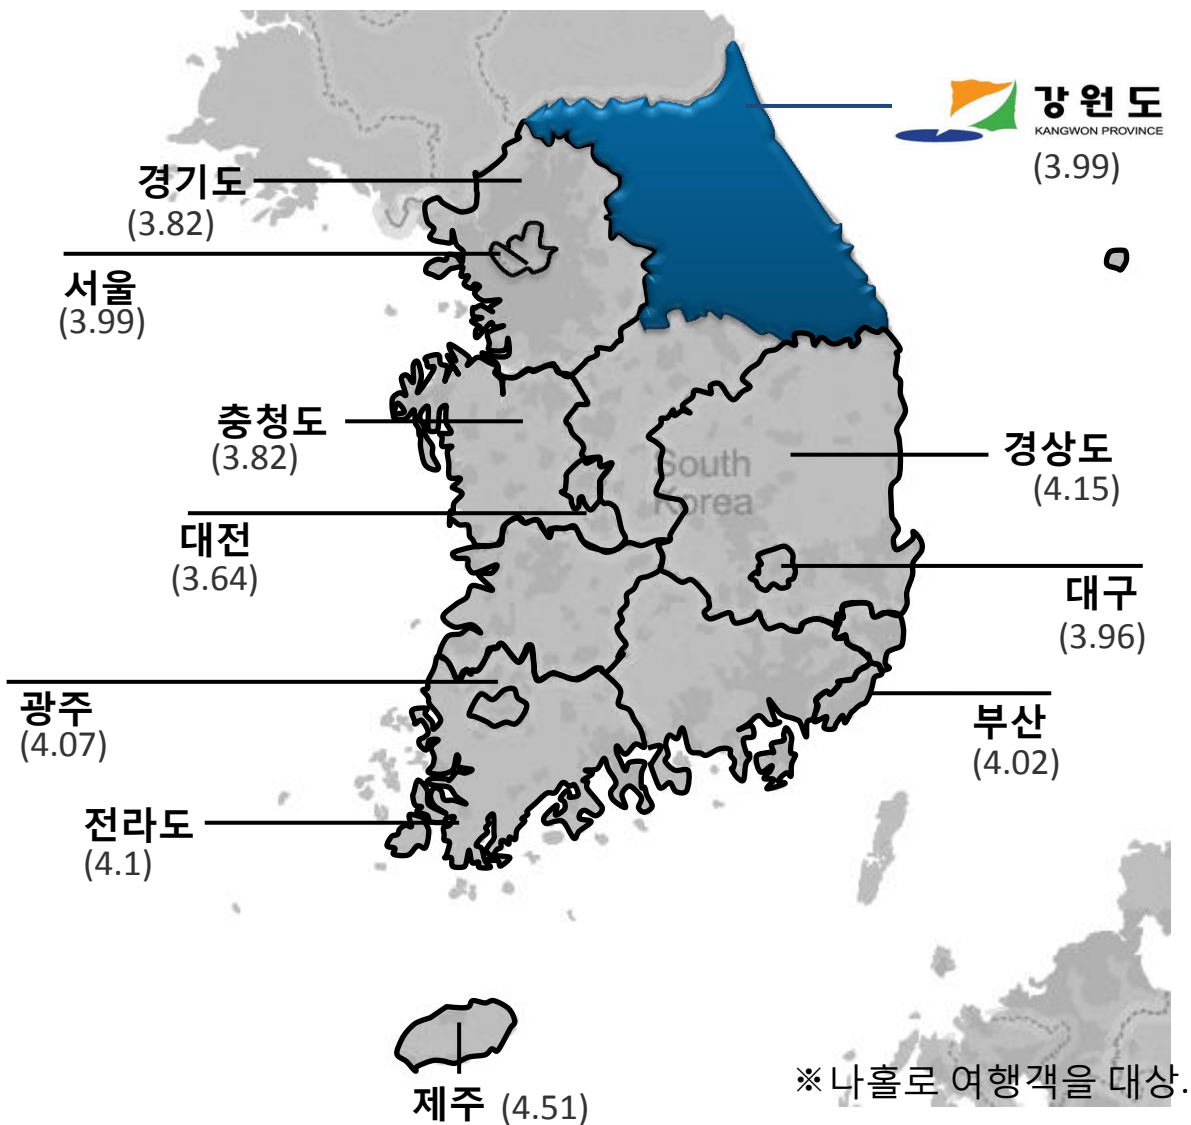 강원도
KANGWON PROVINCE
(3.99)
경기도
(3.82)
서울
(3.99)
충청도
(3.82)
South
Korea
경상도
(4.15)
대전
(3.64)
대구
(3.96)
광주
(4.07)
부산
(4.02)
전라도
(4.1)
제주 (4.51)
※나홀로 여행객을 대상.